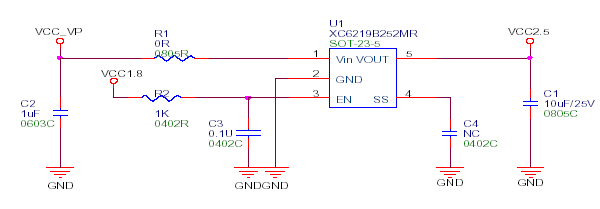 U1
VCC_VP
R1
XC6219B252MR
VCC2.5
0R
SOT-23-5
0805R
1
Vin VOUT
5
VCC1.8
2
GND
R2
3
EN
SS
4
C2
1uF
0603C
1K
0402R
C3
0.1U
0402C
C4
NC
0402C
C1
10uF/25V
0805C
GND
GND
GND
GND
GND